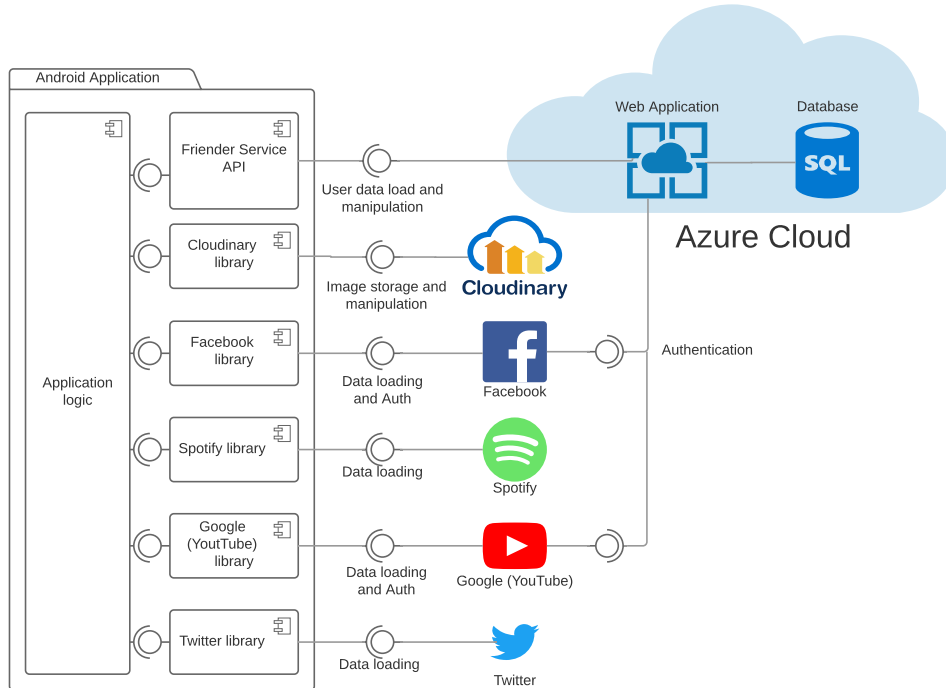 Android Application
Application
logic
Friender Service
API
Cloudinary
library
Facebook
library
Spotify library
Google
(YoutTube)
library
Twitter library
User data load and
manipulation
Image storage and
manipulation
Data loading
and Auth
Data loading
Data loading
and Auth
Data loading
Cloudinary
Facebook
Spotify
Google (YouTube)
Twitter
Web Application
Database
SQL
Azure Cloud
Authentication